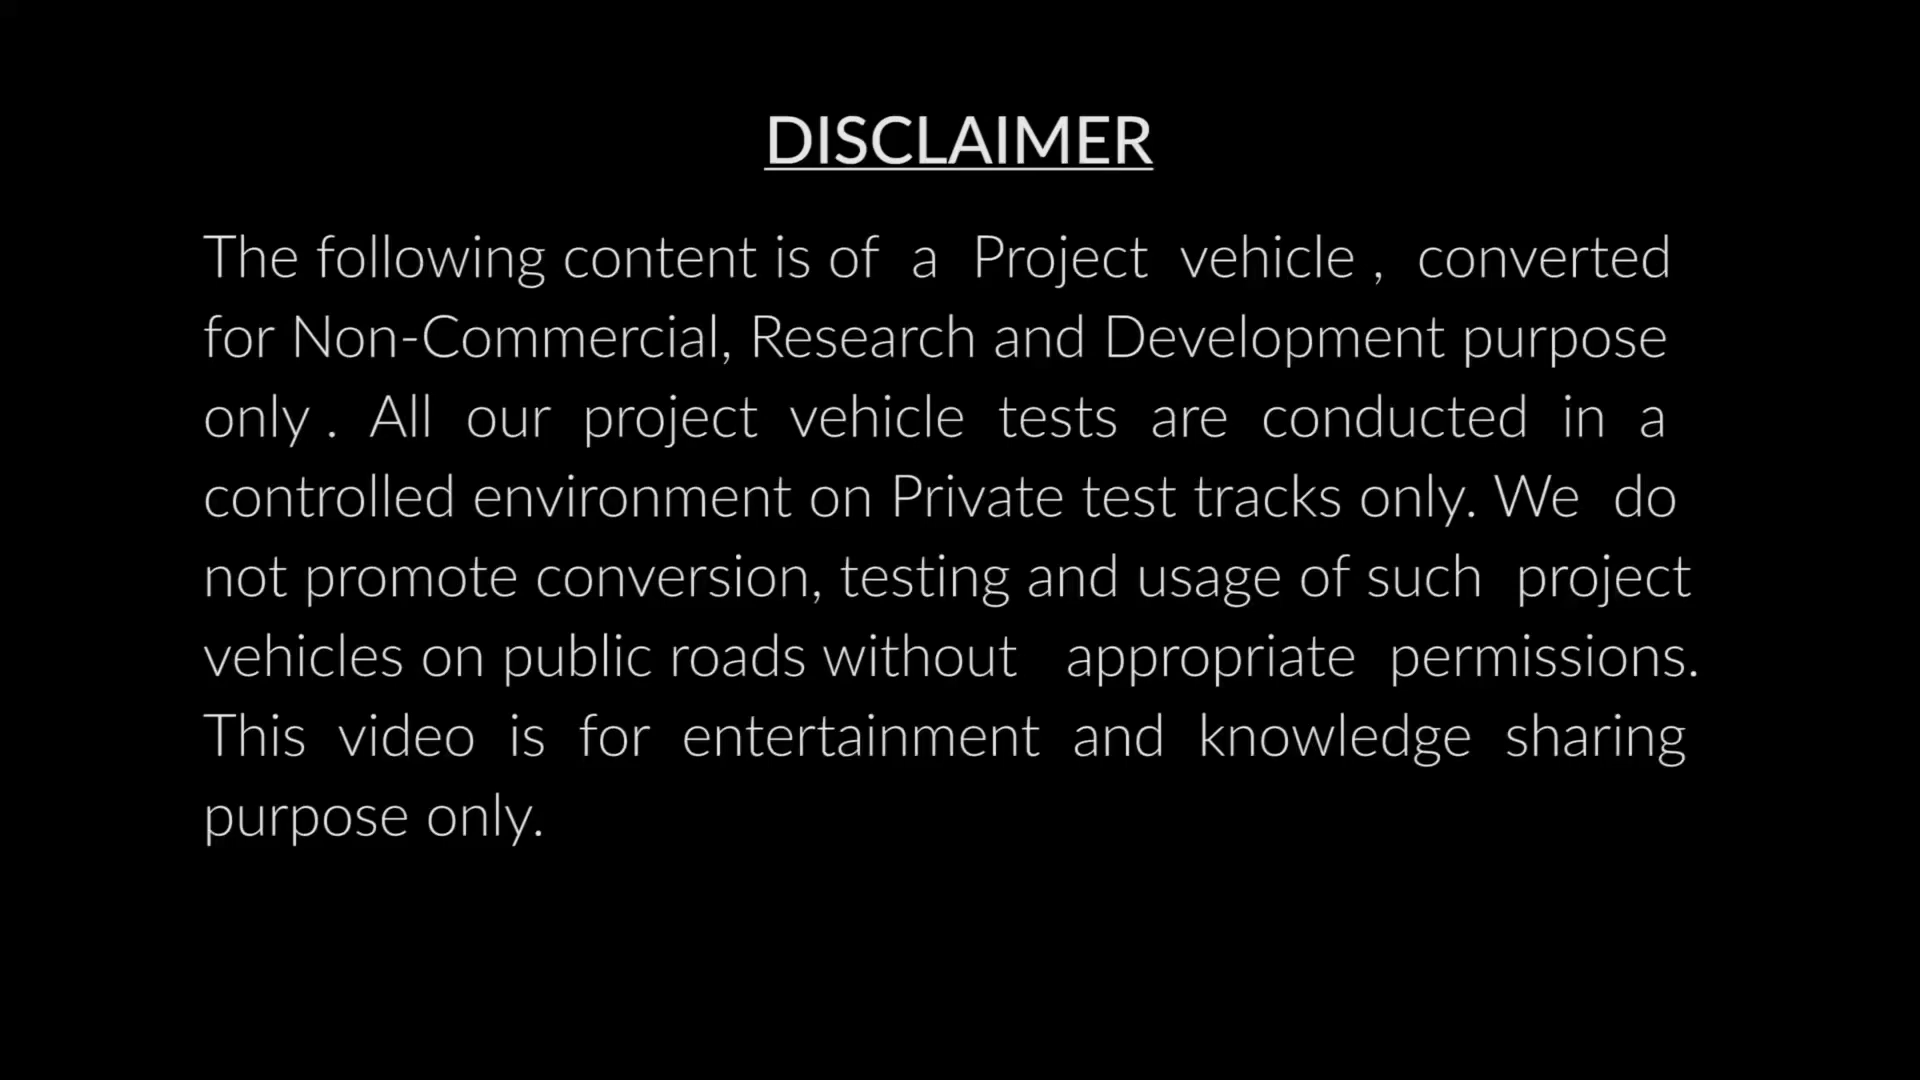 DISCLAIMER
The following content is of a Project vehicle , converted
for Non-Commercial, Research and Development purpose
only . All our project vehicle tests are conducted in a
controlled environment on Private test tracks only. We do
not promote conversion, testing and usage of such project
vehicles on public roads without appropriate permissions.
This video is for entertainment and knowledge sharing
purpose only.